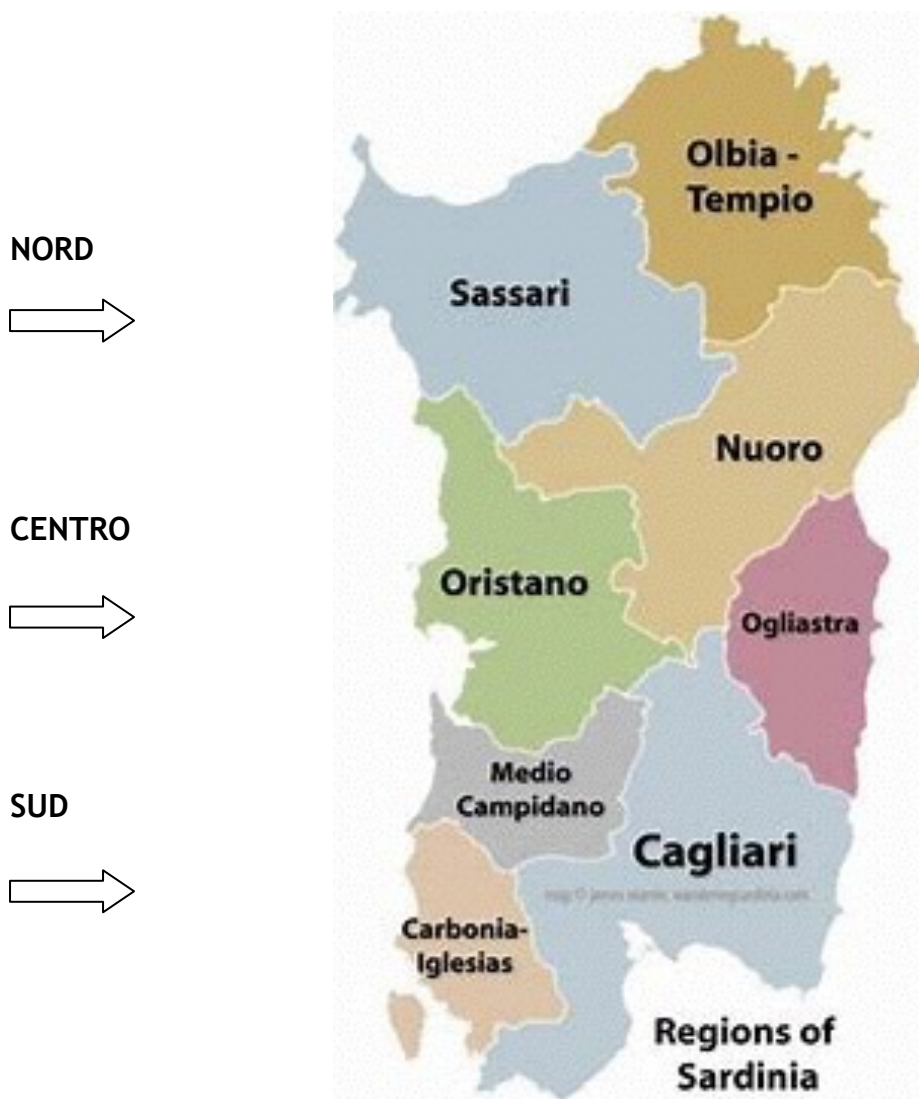 Olbia -
Tempio
NORD
Sassari
Nuoro
CENTRO
Oristano
Ogliastra
Medio
Campidano
SUD
Cagliari
Carbonia-
Iglesias
Regions of
Sardinia